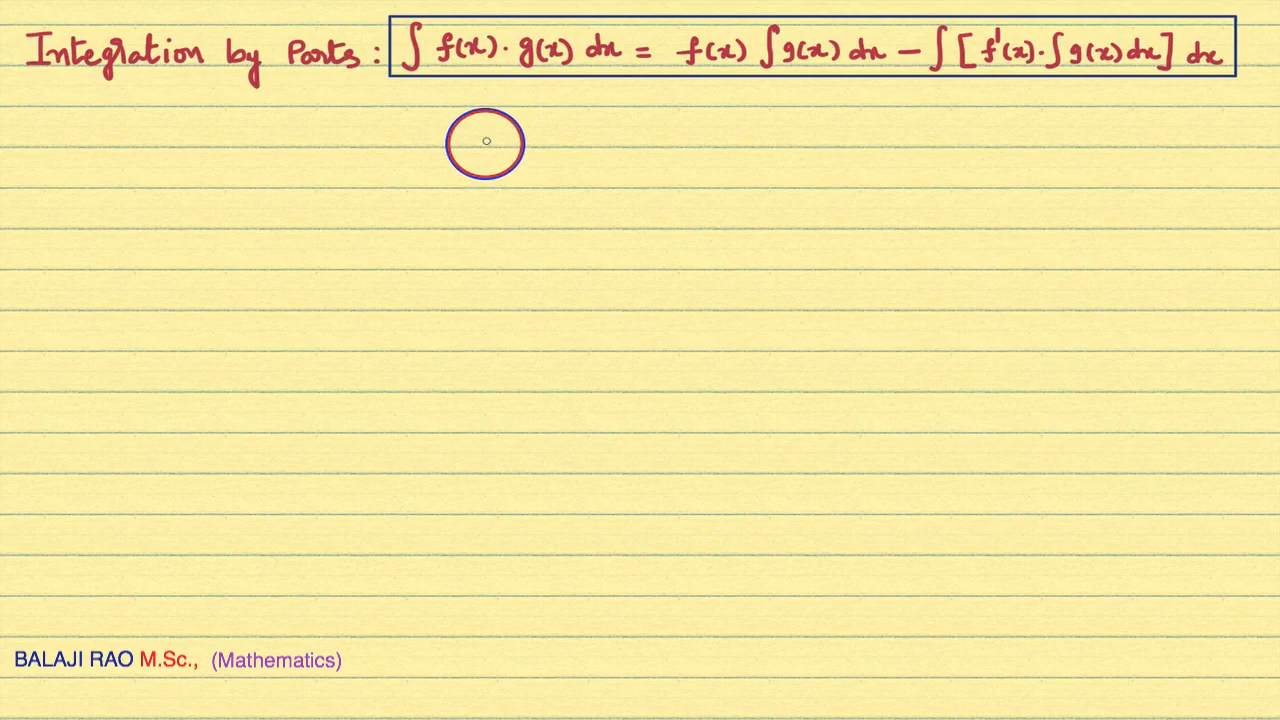 Integration by Parts : ∫ f(x) · g(x) dx = f(x) ∫ g(x) dx − ∫ [ f'(x) · ∫ g(x) dx ] dx
BALAJI RAO M.Sc., (Mathematics)